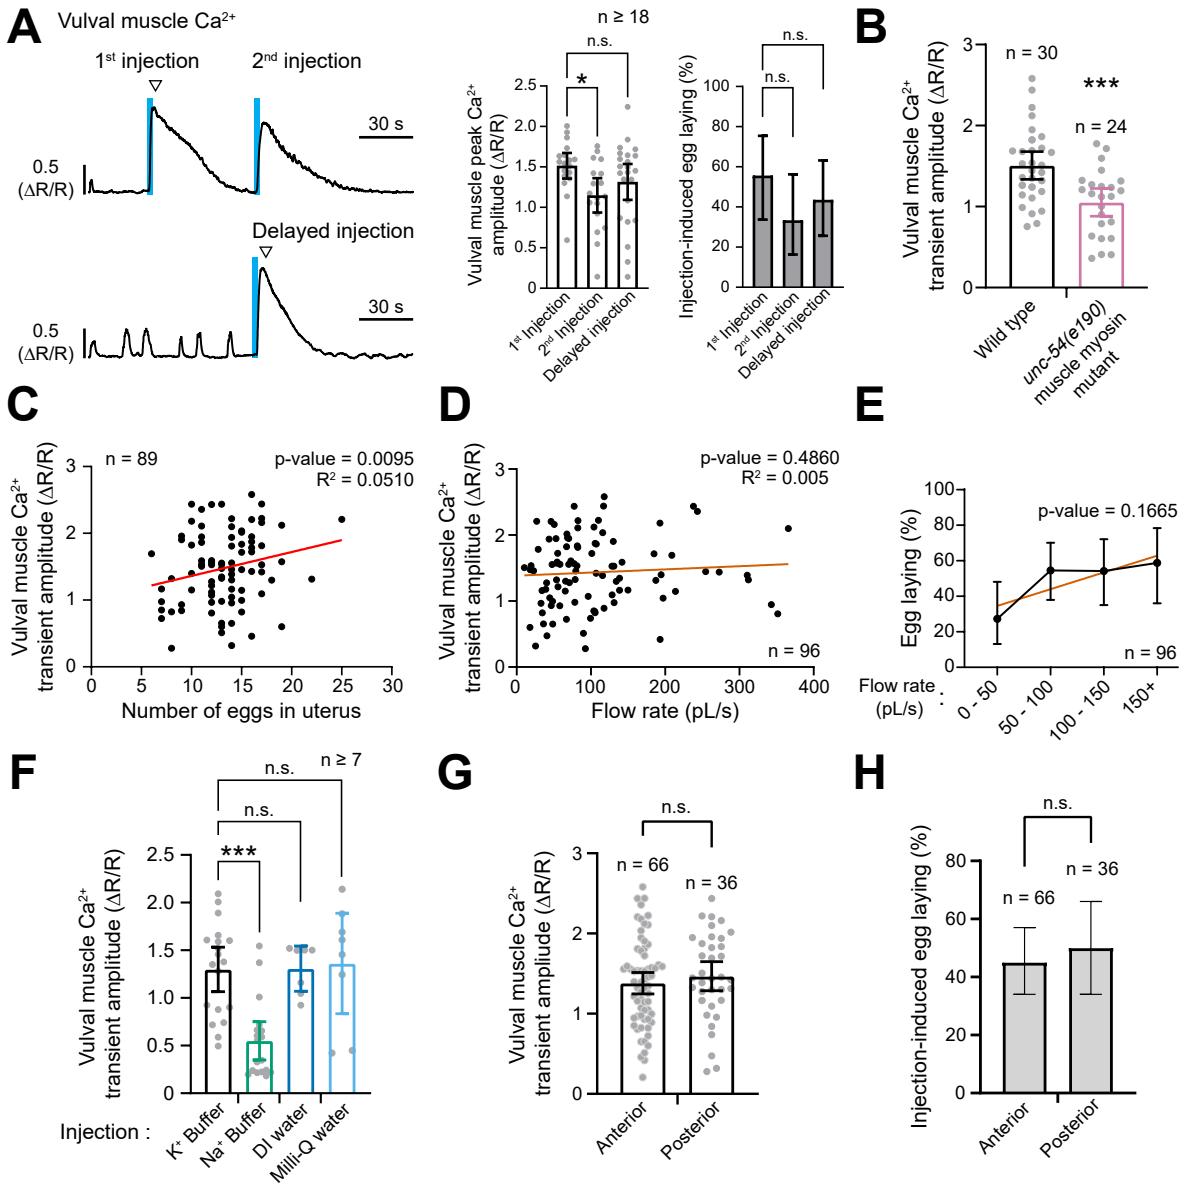 A
Vulval muscle Ca²⁺
1ˢᵗ injection
2ⁿᵈ injection
30 s
0.5
(ΔR/R)
Delayed injection
30 s
0.5
(ΔR/R)
n ≥ 18
n.s.
*
Vulval muscle peak Ca²⁺
amplitude (ΔR/R)
2.5
2.0
1.5
1.0
0.5
0
1ˢᵗ Injection
2ⁿᵈ Injection
Delayed injection
n.s.
n.s.
Injection-induced egg laying (%)
100
80
60
40
20
0
1ˢᵗ Injection
2ⁿᵈ Injection
Delayed injection
B
Vulval muscle Ca²⁺
transient amplitude (ΔR/R)
3
2
1
0
n = 30
***
n = 24
Wild type
unc-54(e190)
muscle myosin
mutant
C
Vulval muscle Ca²⁺
transient amplitude (ΔR/R)
n = 89
p-value = 0.0095
R² = 0.0510
3
2
1
0
0 5 10 15 20 25 30
Number of eggs in uterus
D
Vulval muscle Ca²⁺
transient amplitude (ΔR/R)
p-value = 0.4860
R² = 0.005
3
2
1
0
n = 96
0 100 200 300 400
Flow rate (pL/s)
E
Egg laying (%)
100
80
60
40
20
0
p-value = 0.1665
n = 96
Flow rate
(pL/s) :
0 - 50
50 - 100
100 - 150
150+
F
n ≥ 7
n.s.
n.s.
***
Vulval muscle Ca²⁺
transient amplitude (ΔR/R)
2.5
2.0
1.5
1.0
0.5
0
Injection :
K⁺ Buffer
Na⁺ Buffer
DI water
Milli-Q water
G
n.s.
Vulval muscle Ca²⁺
transient amplitude (ΔR/R)
3
2
1
0
n = 66
n = 36
Anterior
Posterior
H
n.s.
Injection-induced egg laying (%)
80
60
40
20
0
n = 36
n = 66
Anterior
Posterior